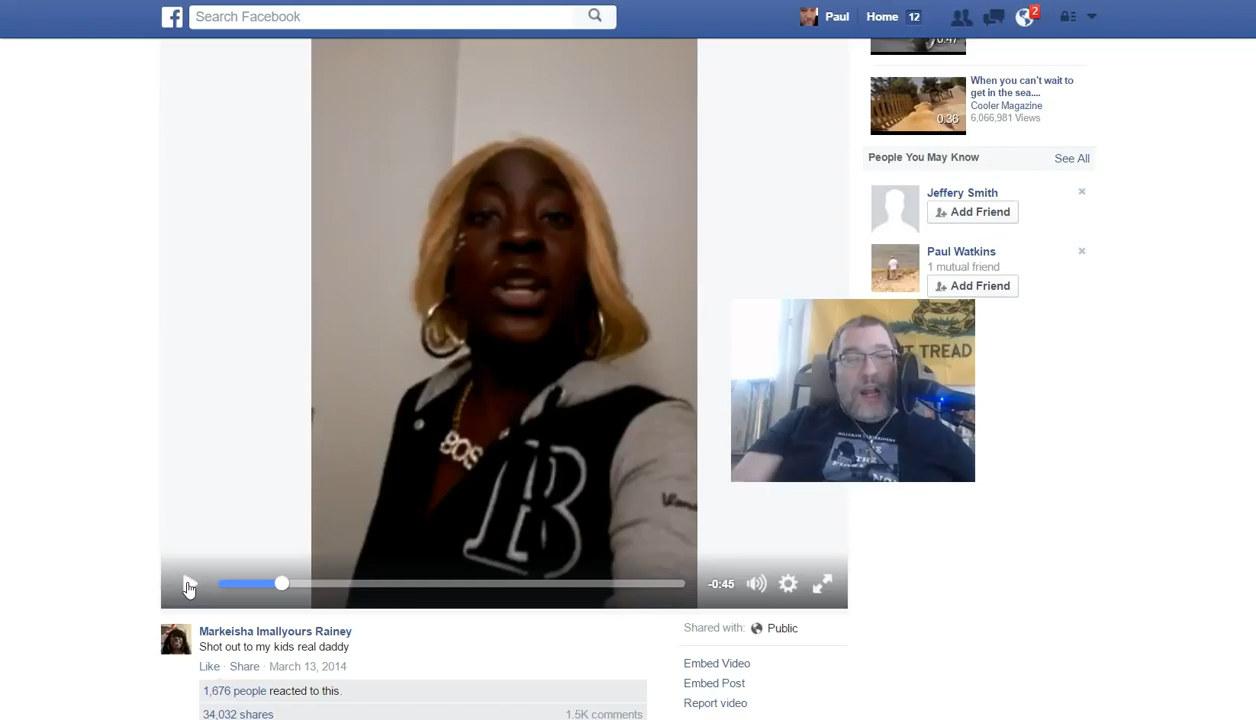 Search Facebook
Paul Home 12
2
0:47
When you can't wait to
get in the sea....
Cooler Magazine
0:36
6,066,981 Views
People You May Know
See All
Jeffery Smith
Add Friend
Paul Watkins
1 mutual friend
Add Friend
TREAD
THE
B
-0:45
Markeisha Imallyours Rainey
Shot out to my kids real daddy
Like · Share · March 13, 2014
1,676 people reacted to this.
34,032 shares
1.5K comments
Shared with: Public
Embed Video
Embed Post
Report video